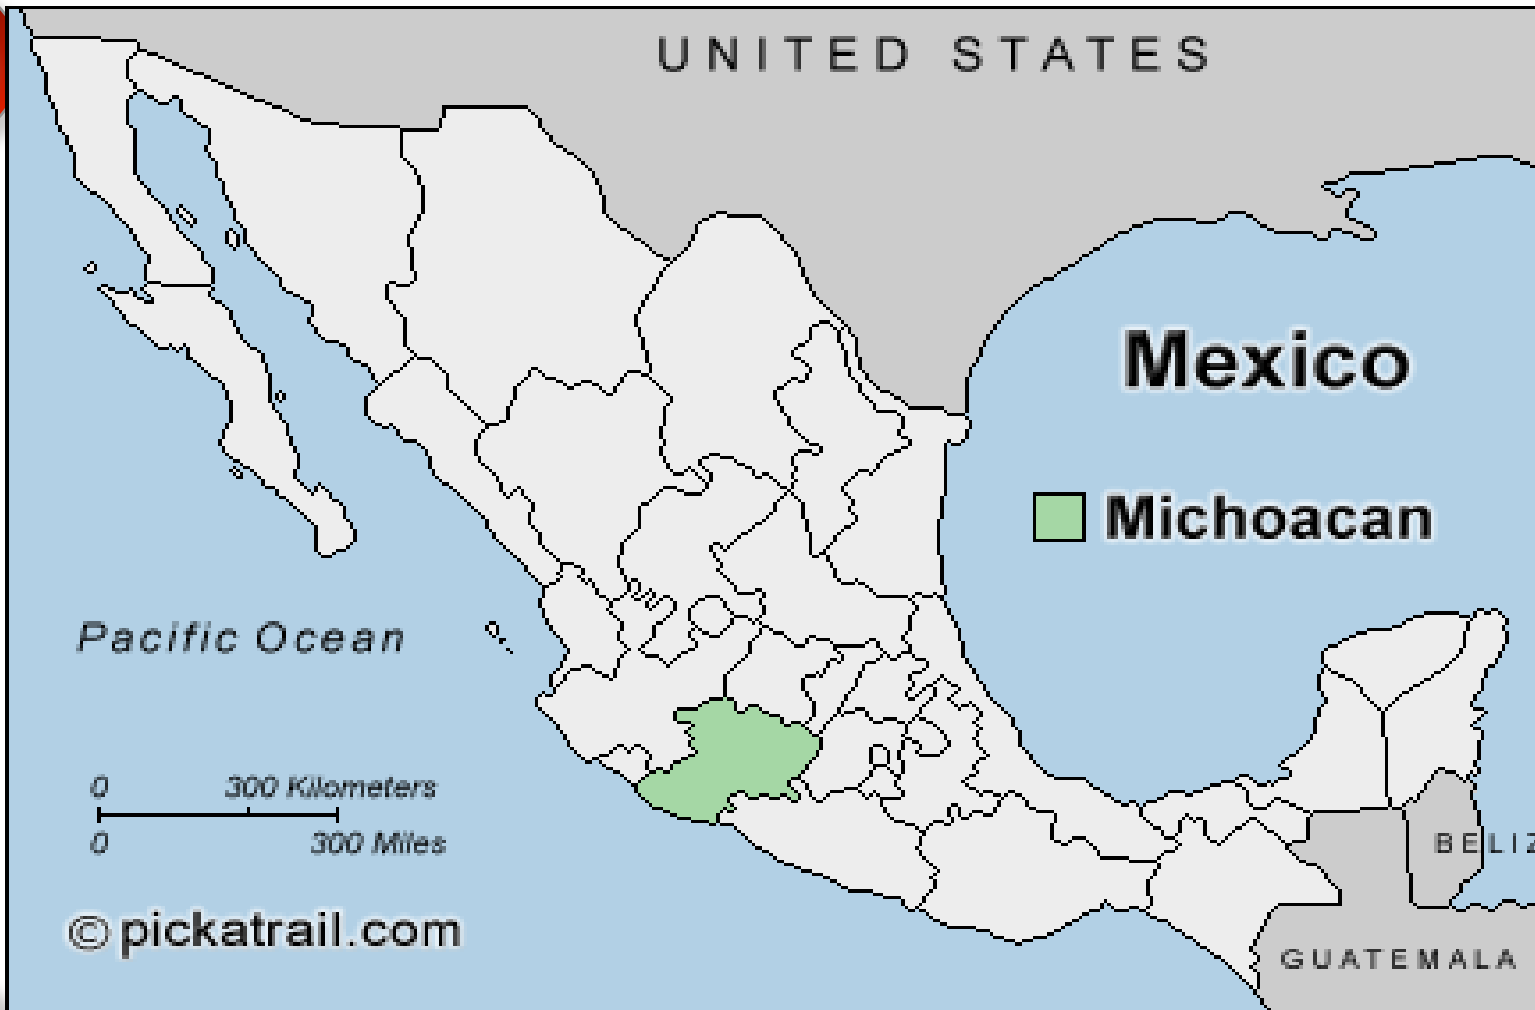 UNITED STATES
Mexico
Michoacan
Pacific Ocean
0 300 Kilometers
0 300 Miles
BELIZ
© pickatrail.com
GUATEMALA